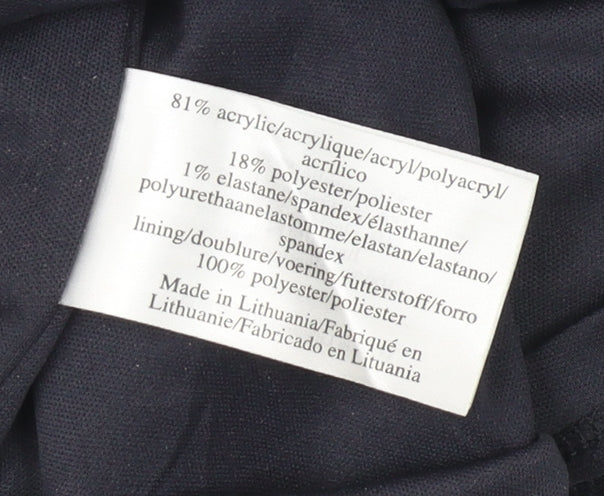 81% acrylic/acrylique/acryl/polyacryl/
acrílico
18% polyester/poliester
1% elastane/spandex/élasthanne/
polyurethaanelastomme/elastan/elastano/
spandex
lining/doublure/voering/futterstoff/forro
100% polyester/poliester
Made in Lithuania/Fabriqué en
Lithuanie/Fabricado en Lituania